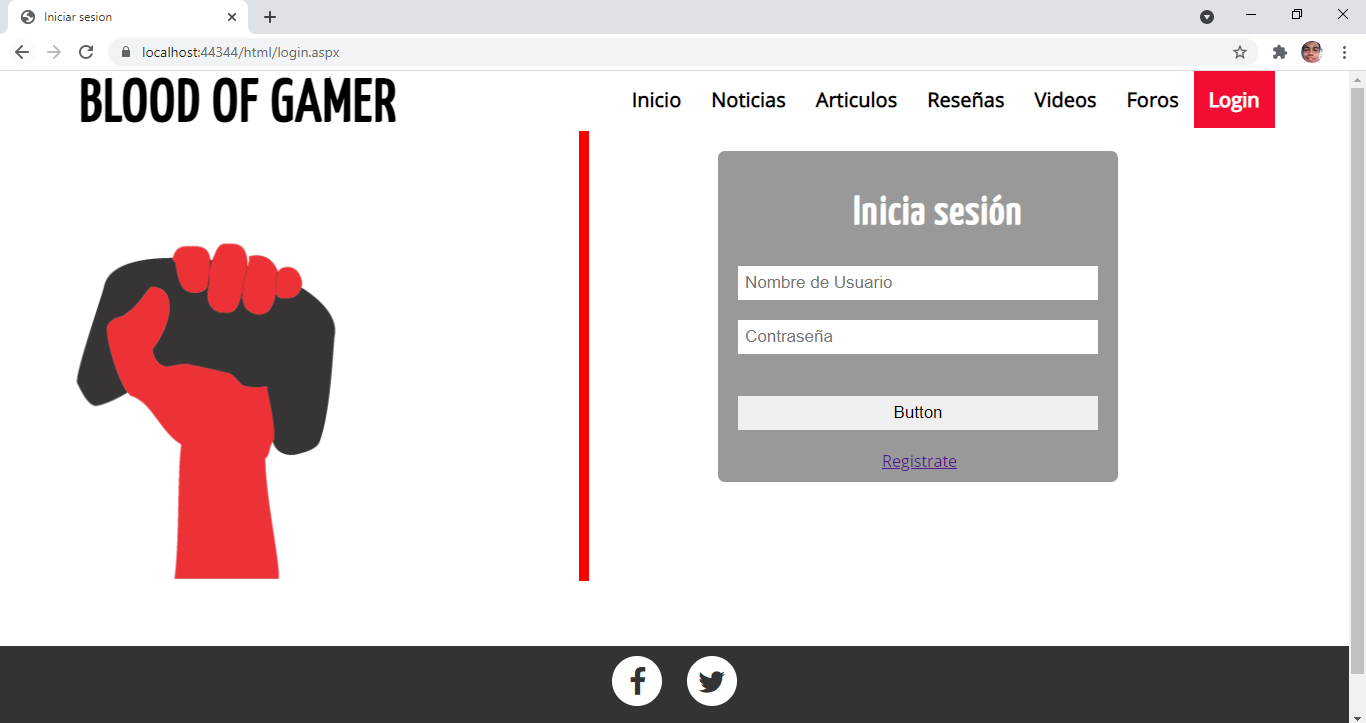 Iniciar sesion
localhost:44344/html/login.aspx
BLOOD OF GAMER
Inicio Noticias Articulos Reseñas Videos Foros Login
Inicia sesión
Nombre de Usuario
Contraseña
Button
Registrate